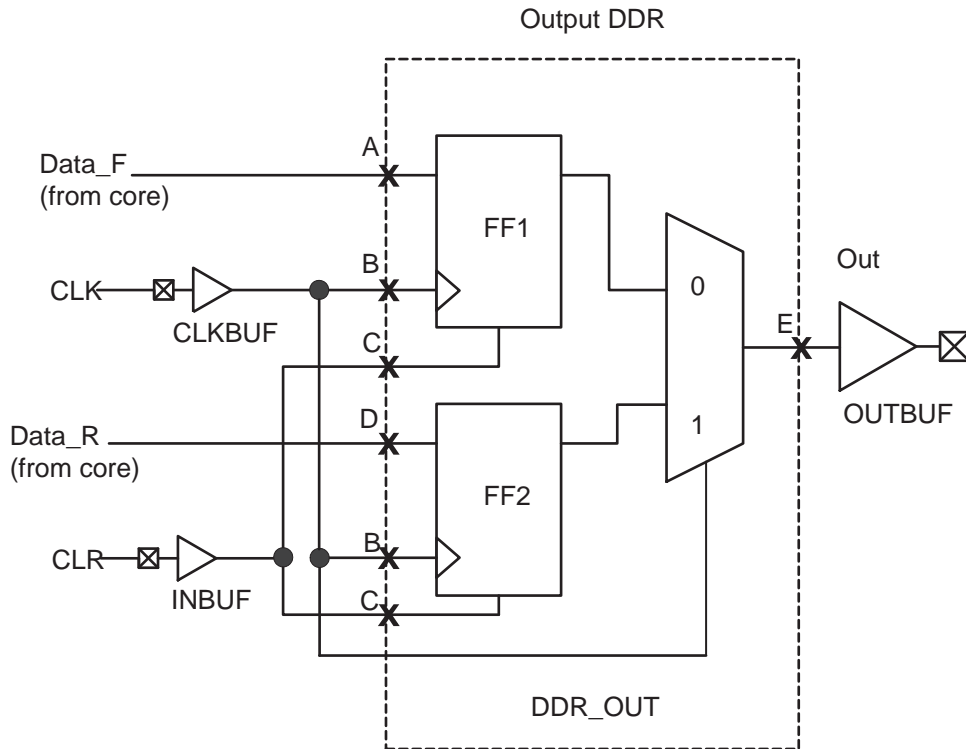 Output DDR
A
Data_F
(from core)
FF1
B
CLK
CLKBUF
0
Out
C
E
OUTBUF
D
Data_R
(from core)
1
FF2
B
CLR
INBUF
C
DDR_OUT